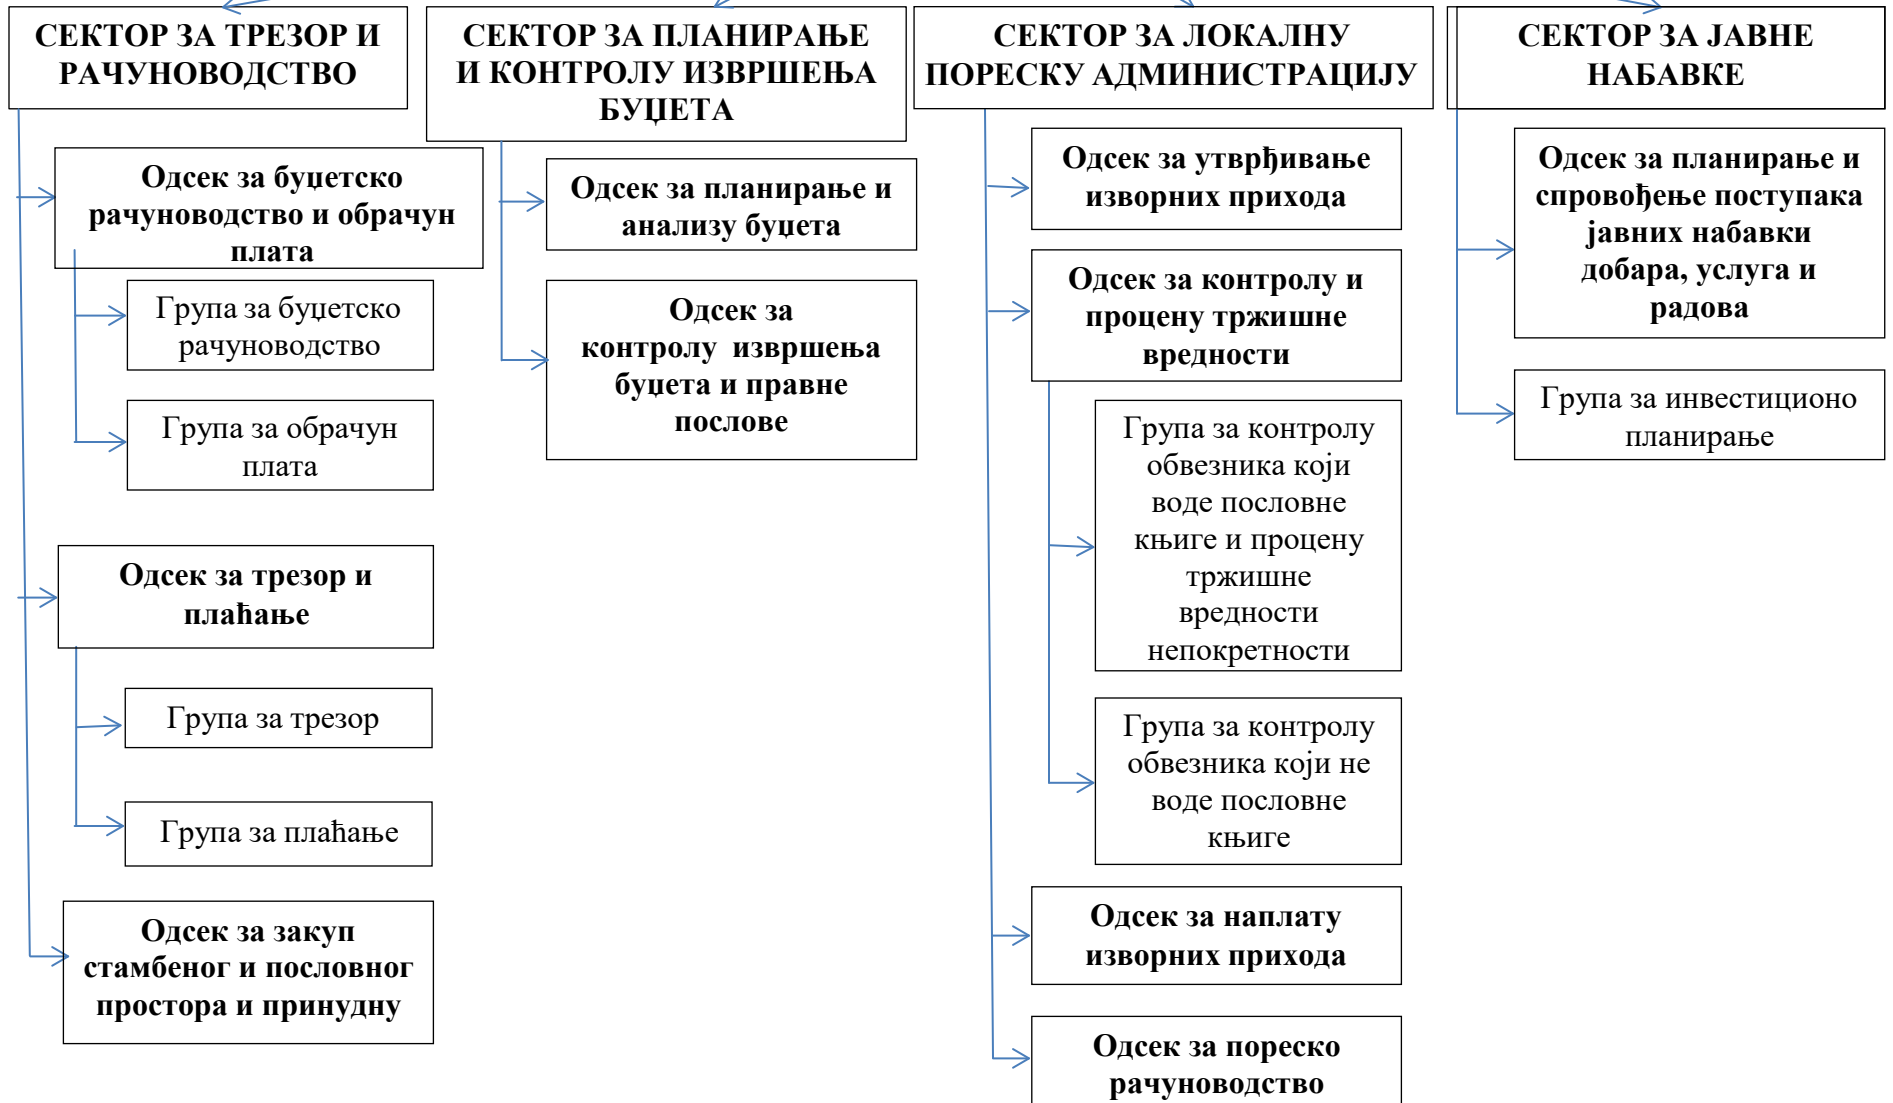 СЕКТОР ЗА ТРЕЗОР И
РАЧУНОВОДСТВО
Одсек за буџетско
рачуноводство и обрачун
плата
Група за буџетско
рачуноводство
Група за обрачун
плата
Одсек за трезор и
плаћање
Група за трезор
Група за плаћање
Одсек за закуп
стамбеног и пословног
простора и принудну
СЕКТОР ЗА ПЛАНИРАЊЕ
И КОНТРОЛУ ИЗВРШЕЊА
БУЏЕТА
Одсек за планирање и
анализу буџета
Одсек за
контролу извршења
буџета и правне
послове
СЕКТОР ЗА ЛОКАЛНУ
ПОРЕСКУ АДМИНИСТРАЦИЈУ
Одсек за утврђивање
изворних прихода
Одсек за контролу и
процену тржишне
вредности
Група за контролу
обвезника који
воде пословне
књиге и процену
тржишне
вредности
непокретности
Група за контролу
обвезника који не
воде пословне
књиге
Одсек за наплату
изворних прихода
Одсек за пореско
рачуноводство
СЕКТОР ЗА ЈАВНЕ
НАБАВКЕ
Одсек за планирање и
спровођење поступака
јавних набавки
добара, услуга и
радова
Група за инвестиционо
планирање